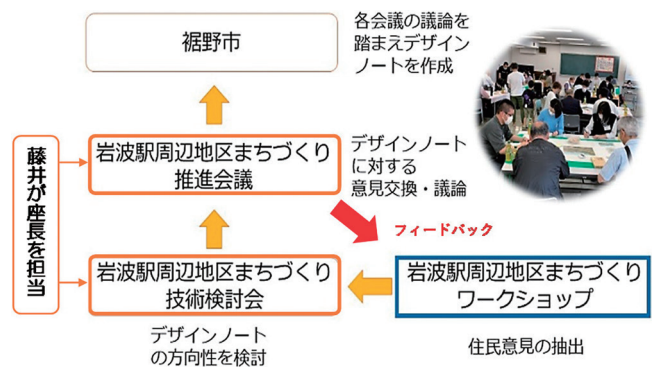 裾野市
各会議の議論を
踏まえデザイン
ノートを作成
藤井が座長を担当
岩波駅周辺地区まちづくり
推進会議
デザインノート
に対する
意見交換・議論
フィードバック
岩波駅周辺地区まちづくり
技術検討会
岩波駅周辺地区まちづくり
ワークショップ
デザインノート
の方向性を検討
住民意見の抽出